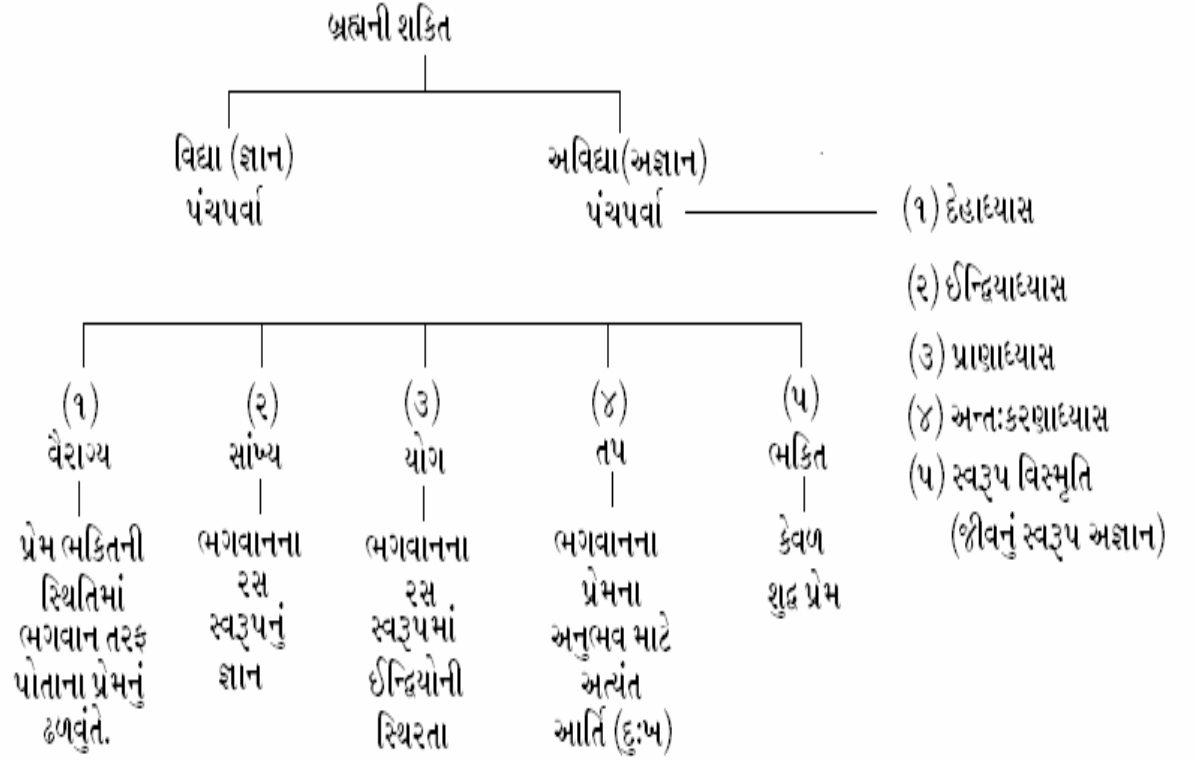 બ્રહ્મની શકિત
વિદ્યા (જ્ઞાન)
પંચપર્વા
અવિદ્યા (અજ્ઞાન)
પંચપર્વા
(૧) દેહાધ્યાસ
(૨) ઈન્દ્રિયાધ્યાસ
(૩) પ્રાણાધ્યાસ
(૪) અન્તઃકરણાધ્યાસ
(૫) સ્વરૂપ વિસ્મૃતિ
(જીવનું સ્વરૂપ અજ્ઞાન)
(૧)
વૈરાગ્ય
પ્રેમ ભકિતની
સ્થિતિમાં
ભગવાન તરફ
પોતાના પ્રેમનું
ઢળવુંતે.
(૨)
સાંખ્ય
ભગવાનના
રસ
સ્વરૂપનું
જ્ઞાન
(૩)
યોગ
ભગવાનના
રસ
સ્વરૂપમાં
ઈન્દ્રિયોની
સ્થિરતા
(૪)
તપ
ભગવાનના
પ્રેમના
અનુભવ માટે
અત્યંત
આર્તિ (દુઃખ)
(૫)
ભકિત
કેવળ
શુદ્ધ પ્રેમ